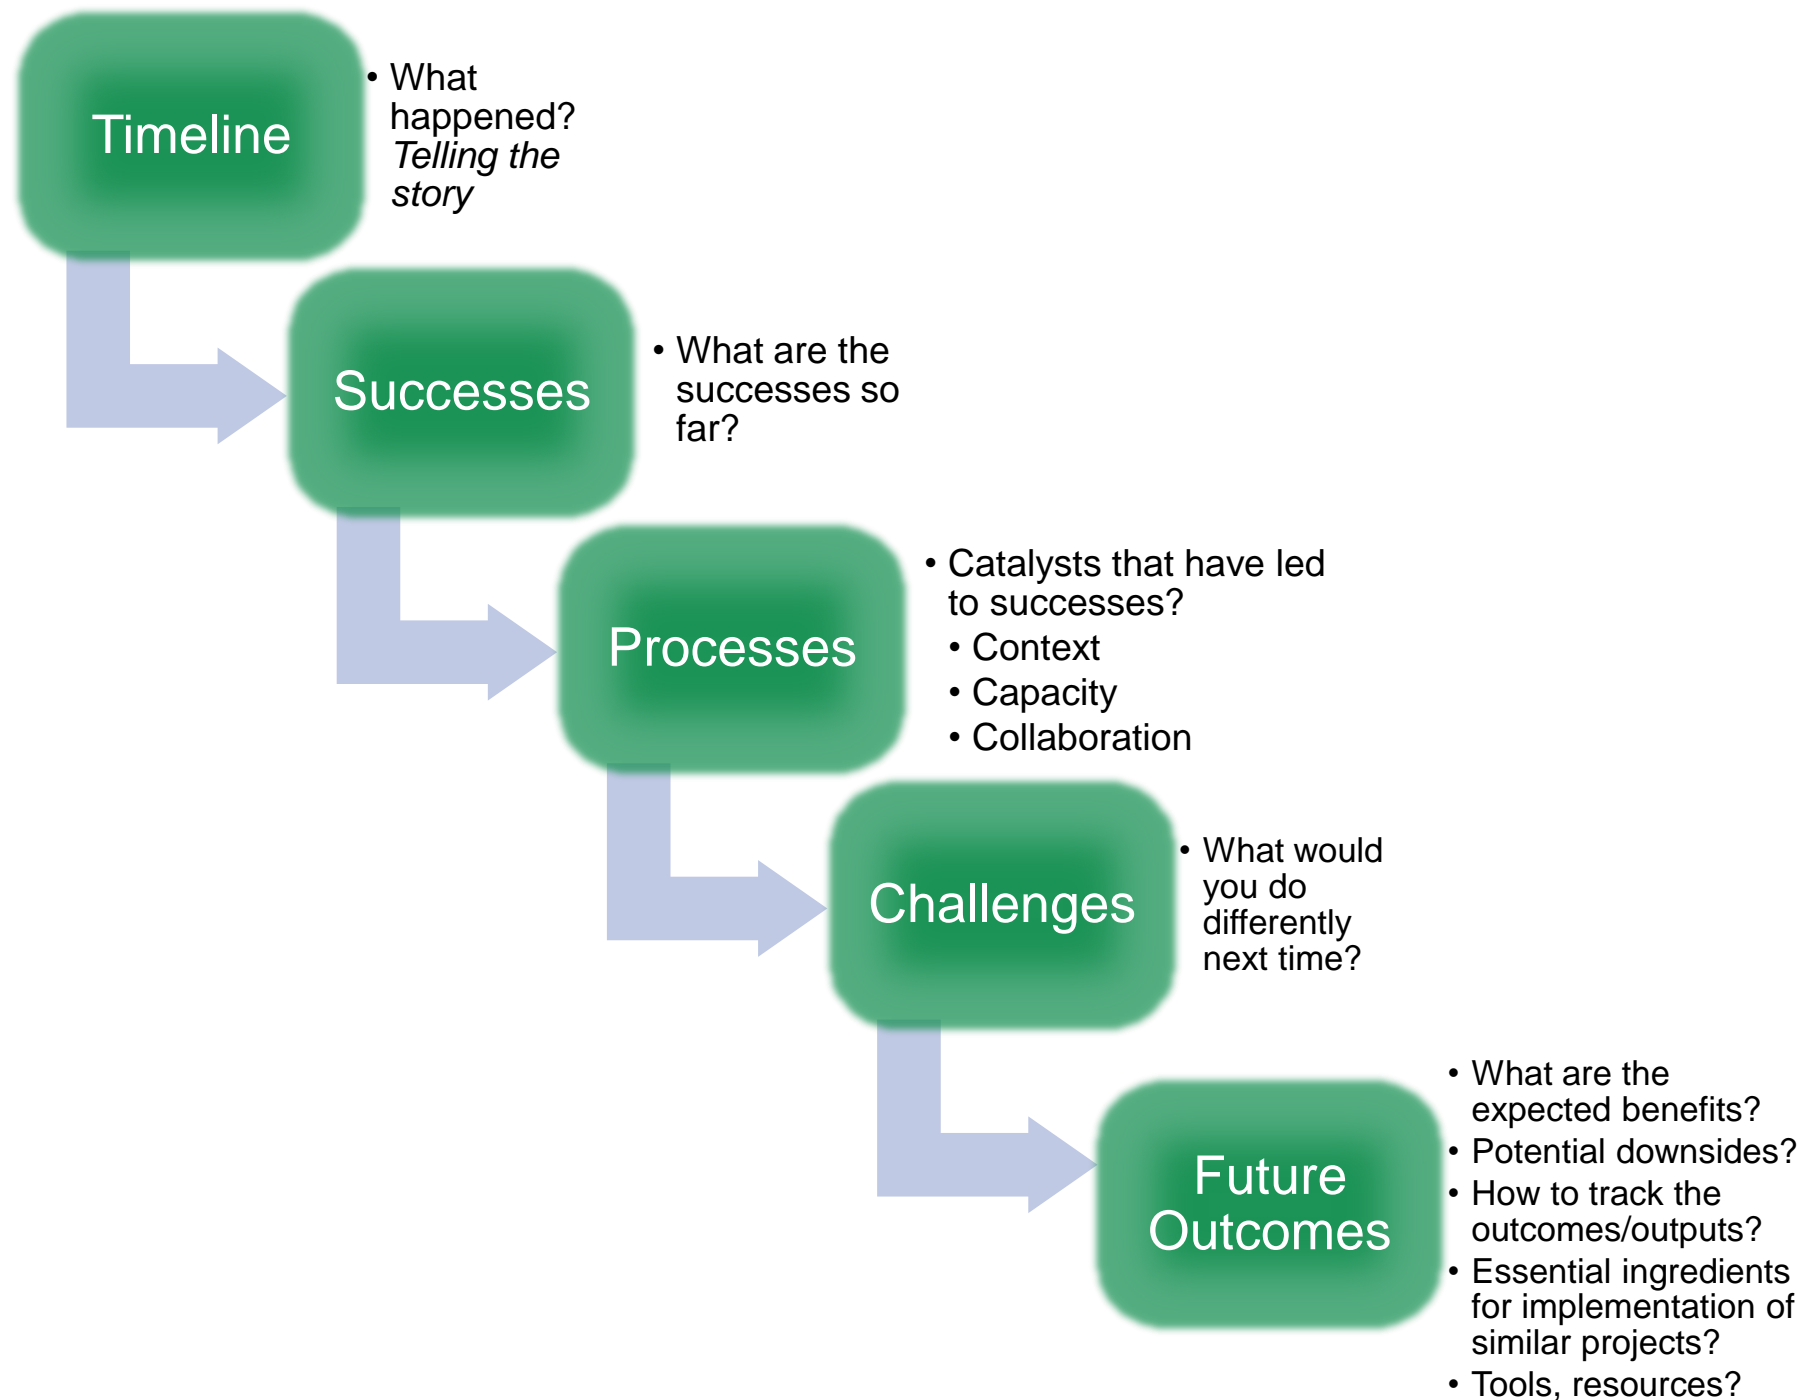 Timeline
• What
happened?
Telling the
story
Successes
• What are the
successes so
far?
Processes
• Catalysts that have led
to successes?
• Context
• Capacity
• Collaboration
Challenges
• What would
you do
differently
next time?
Future
Outcomes
• What are the
expected benefits?
• Potential downsides?
• How to track the
outcomes/outputs?
• Essential ingredients
for implementation of
similar projects?
• Tools, resources?